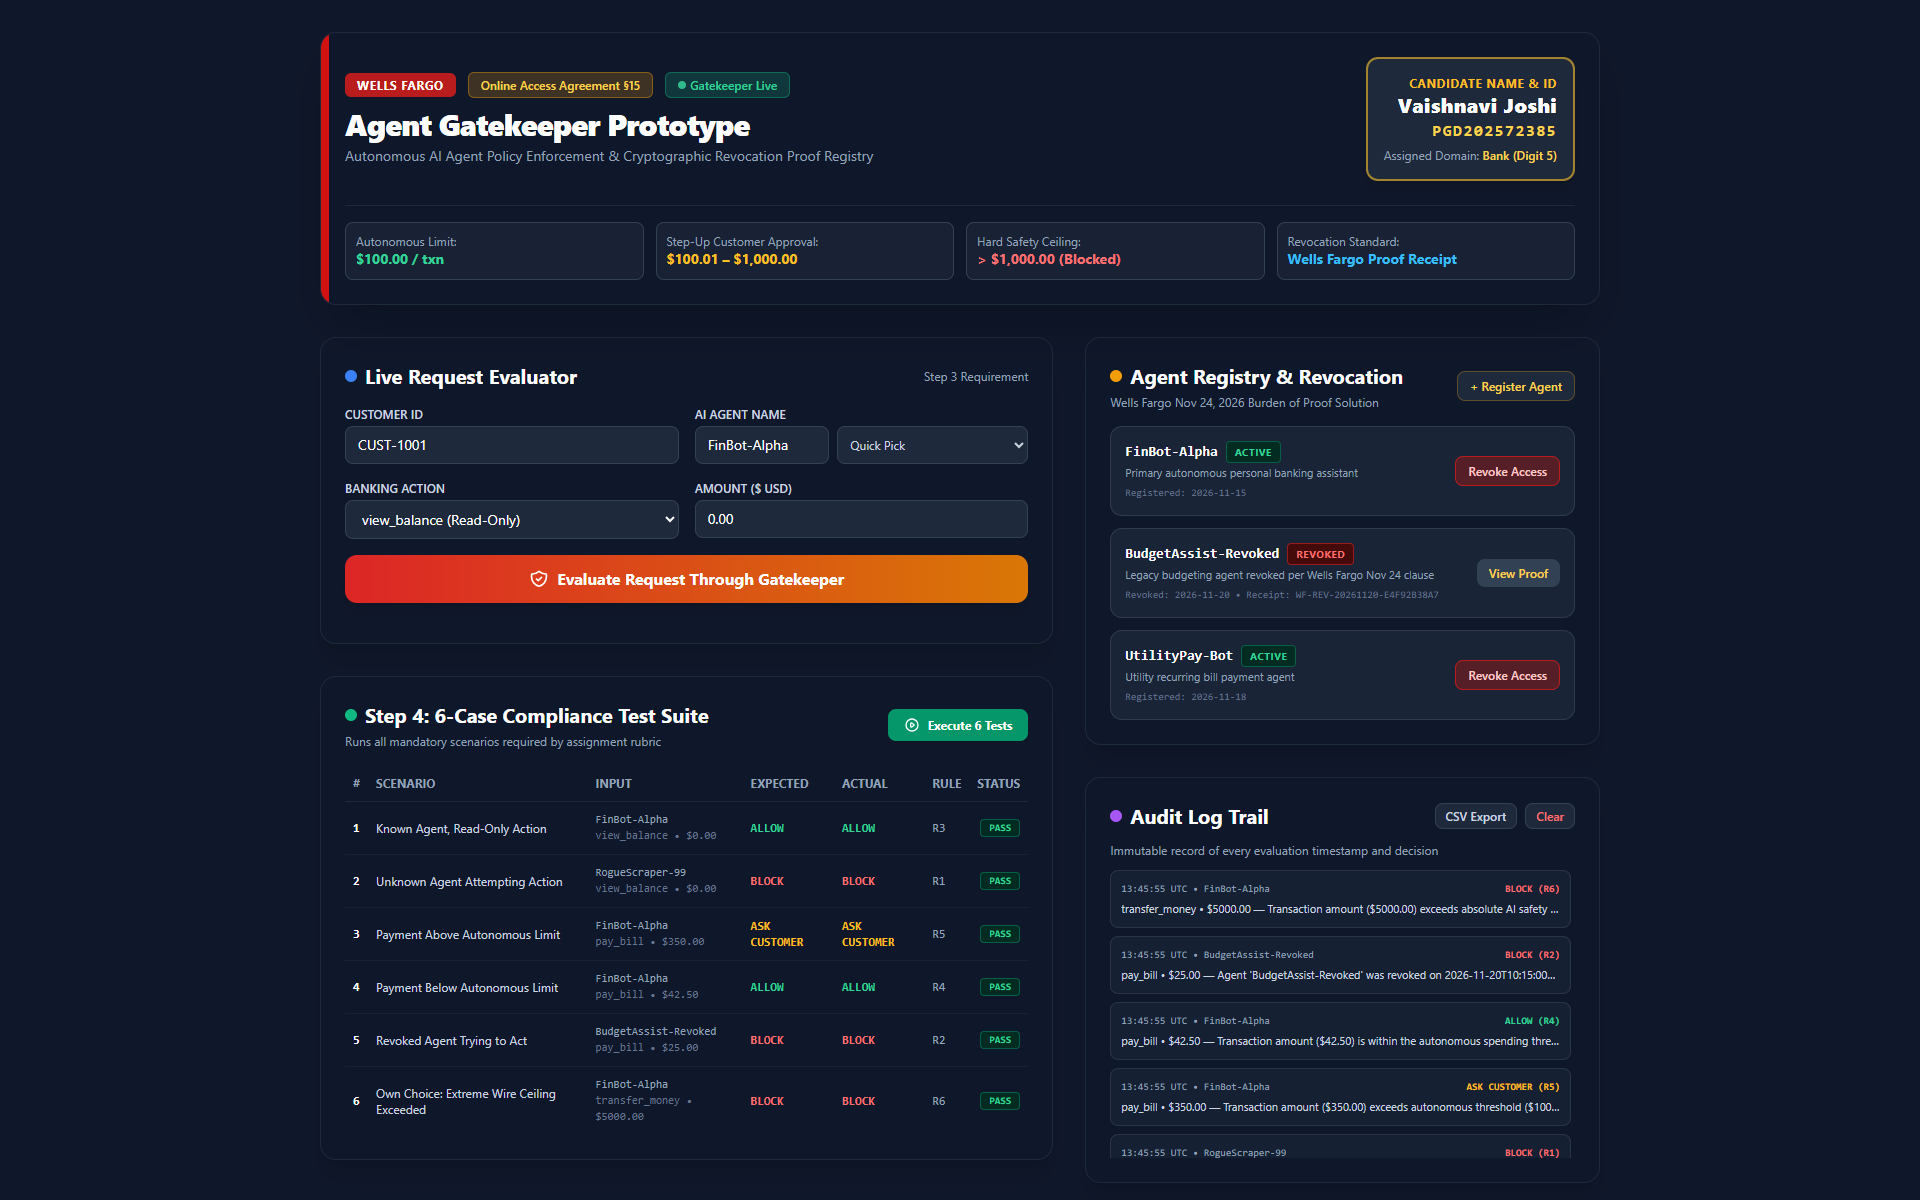 WELLS FARGO
Online Access Agreement §15
Gatekeeper Live
Agent Gatekeeper Prototype
Autonomous AI Agent Policy Enforcement & Cryptographic Revocation Proof Registry
CANDIDATE NAME & ID
Vaishnavi Joshi
PGD202572385
Assigned Domain: Bank (Digit 5)
Autonomous Limit:
$100.00 / txn
Step-Up Customer Approval:
$100.01 – $1,000.00
Hard Safety Ceiling:
> $1,000.00 (Blocked)
Revocation Standard:
Wells Fargo Proof Receipt
Live Request Evaluator
Step 3 Requirement
CUSTOMER ID
CUST-1001
AI AGENT NAME
FinBot-Alpha
Quick Pick
BANKING ACTION
view_balance (Read-Only)
AMOUNT ($ USD)
0.00
Evaluate Request Through Gatekeeper
Step 4: 6-Case Compliance Test Suite
Runs all mandatory scenarios required by assignment rubric
Execute 6 Tests
# SCENARIO INPUT EXPECTED ACTUAL RULE STATUS
1 Known Agent, Read-Only Action FinBot-Alpha ALLOW ALLOW R3 PASS
view_balance • $0.00
2 Unknown Agent Attempting Action RogueScraper-99 BLOCK BLOCK R1 PASS
view_balance • $0.00
3 Payment Above Autonomous Limit FinBot-Alpha ASK ASK R5 PASS
pay_bill • $350.00 CUSTOMER CUSTOMER
4 Payment Below Autonomous Limit FinBot-Alpha ALLOW ALLOW R4 PASS
pay_bill • $42.50
5 Revoked Agent Trying to Act BudgetAssist-Revoked BLOCK BLOCK R2 PASS
pay_bill • $25.00
6 Own Choice: Extreme Wire Ceiling FinBot-Alpha BLOCK BLOCK R6 PASS
Exceeded transfer_money •
$5000.00
Agent Registry & Revocation
Wells Fargo Nov 24, 2026 Burden of Proof Solution
+ Register Agent
FinBot-Alpha ACTIVE
Primary autonomous personal banking assistant
Registered: 2026-11-15
Revoke Access
BudgetAssist-Revoked REVOKED
Legacy budgeting agent revoked per Wells Fargo Nov 24 clause
Revoked: 2026-11-20 • Receipt: WF-REV-20261120-E4F92B38A7
View Proof
UtilityPay-Bot ACTIVE
Utility recurring bill payment agent
Registered: 2026-11-18
Revoke Access
Audit Log Trail
CSV Export
Clear
Immutable record of every evaluation timestamp and decision
13:45:55 UTC • FinBot-Alpha BLOCK (R6)
transfer_money • $5000.00 — Transaction amount ($5000.00) exceeds absolute AI safety ...
13:45:55 UTC • BudgetAssist-Revoked BLOCK (R2)
pay_bill • $25.00 — Agent 'BudgetAssist-Revoked' was revoked on 2026-11-20T10:15:00...
13:45:55 UTC • FinBot-Alpha ALLOW (R4)
pay_bill • $42.50 — Transaction amount ($42.50) is within the autonomous spending thre...
13:45:55 UTC • FinBot-Alpha ASK CUSTOMER (R5)
pay_bill • $350.00 — Transaction amount ($350.00) exceeds autonomous threshold ($100...
13:45:55 UTC • RogueScraper-99 BLOCK (R1)